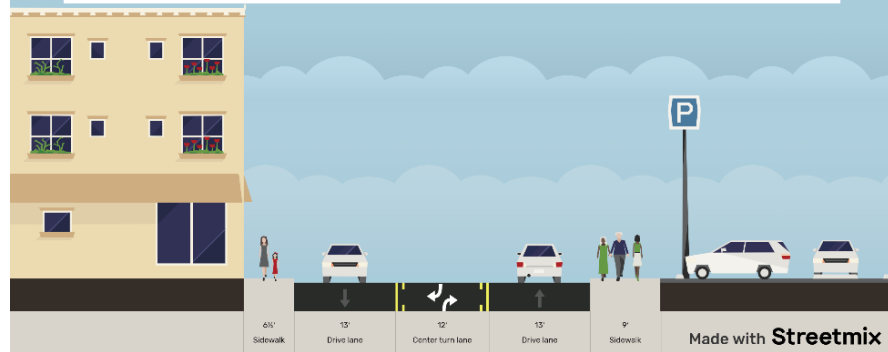 P
6½' 13' 12' 13' 9'
Sidewalk Drive lane Center turn lane Drive lane Sidewalk
Made with Streetmix